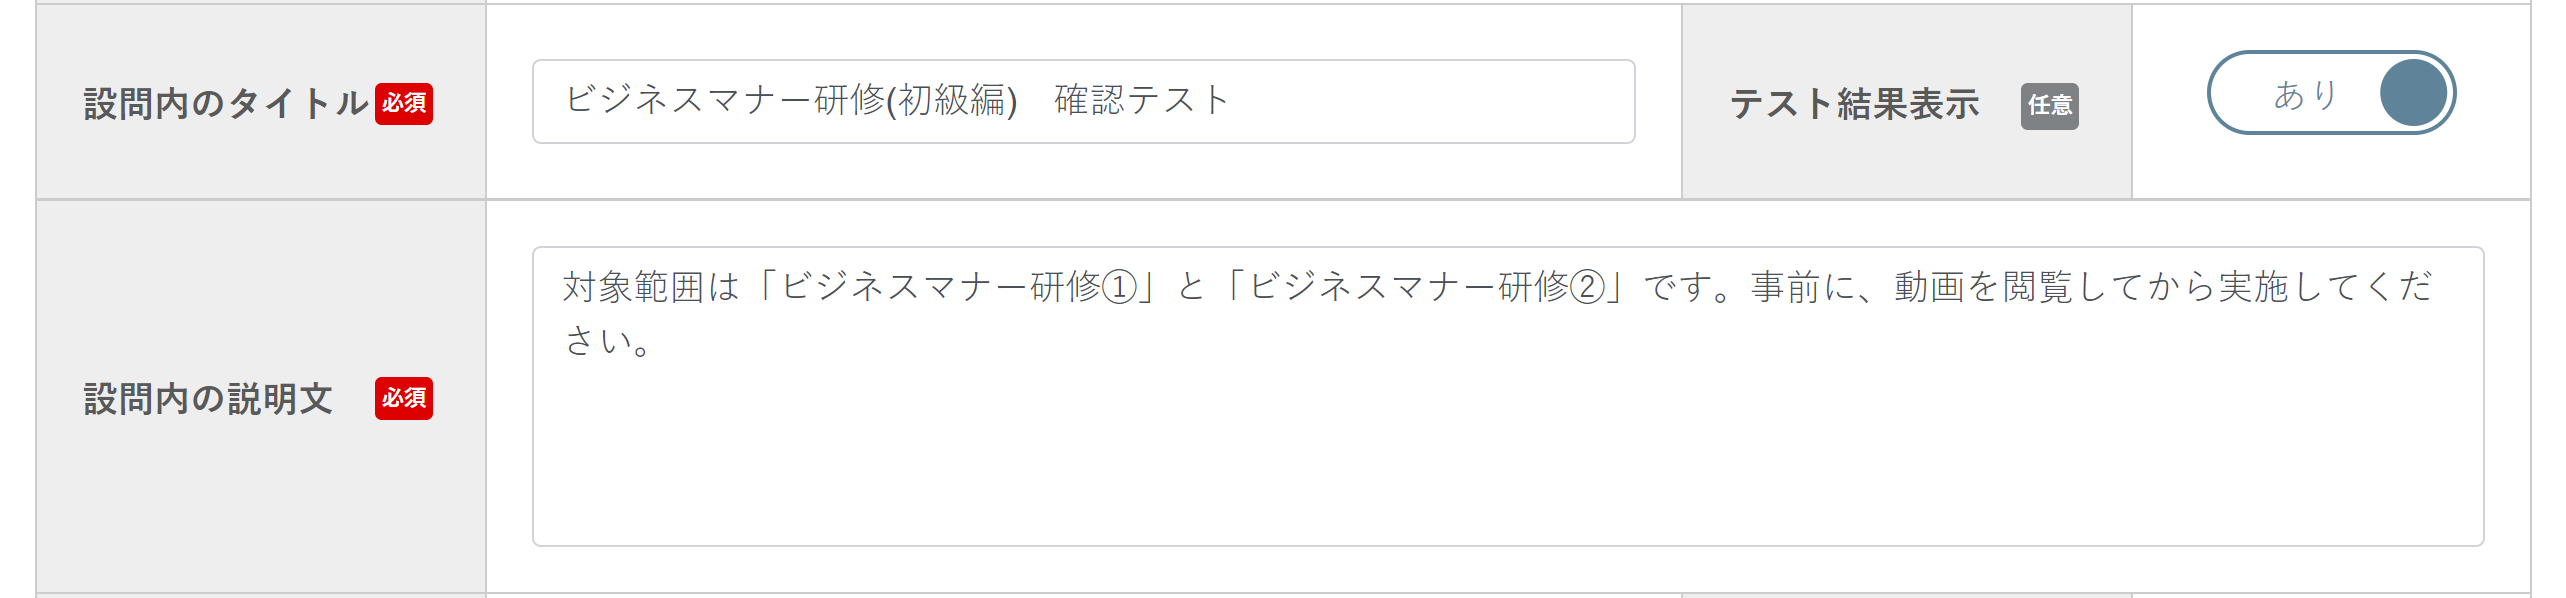 設問内のタイトル 必須
ビジネスマナー研修(初級編)　確認テスト
テスト結果表示 任意
あり
設問内の説明文 必須
対象範囲は「ビジネスマナー研修①」と「ビジネスマナー研修②」です。事前に、動画を閲覧してから実施してくだ
さい。